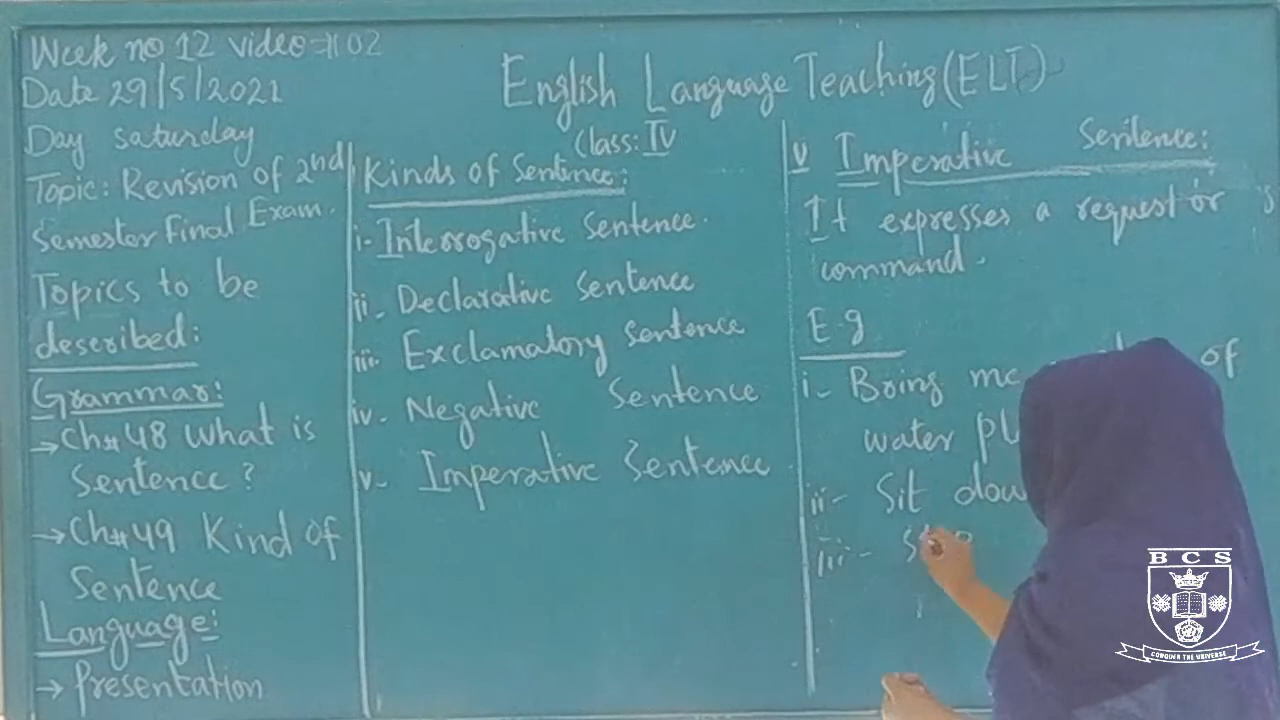 Week no 12 video #02
Date 29/5/2021
Day saturday
Topic: Revision of 2nd
Semester Final Exam.
Topics to be
described:
Grammar:
→ Ch# 48 What is
Sentence ?
→ Ch# 49 Kind of
Sentence
Language:
→ Presentation
English Language Teaching (ELT)
Class: IV
Kinds of Sentence:
i- Interrogative Sentence.
ii- Declarative Sentence
iii- Exclamatory Sentence
iv- Negative Sentence
v- Imperative Sentence
v Imperative Sentence:
It expresses a request or
command.
E.g
i- Bring me of
water
ii- Sit
iii-
BCS
CONQUER THE UNIVERSE